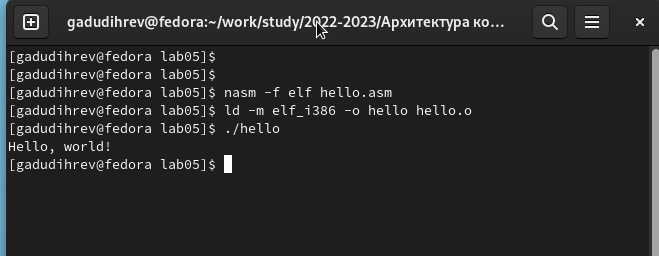 gadudihrev@fedora:~/work/study/2022-2023/Архитектура ко...
[gadudihrev@fedora lab05]$
[gadudihrev@fedora lab05]$
[gadudihrev@fedora lab05]$ nasm -f elf hello.asm
[gadudihrev@fedora lab05]$ ld -m elf_i386 -o hello hello.o
[gadudihrev@fedora lab05]$ ./hello
Hello, world!
[gadudihrev@fedora lab05]$